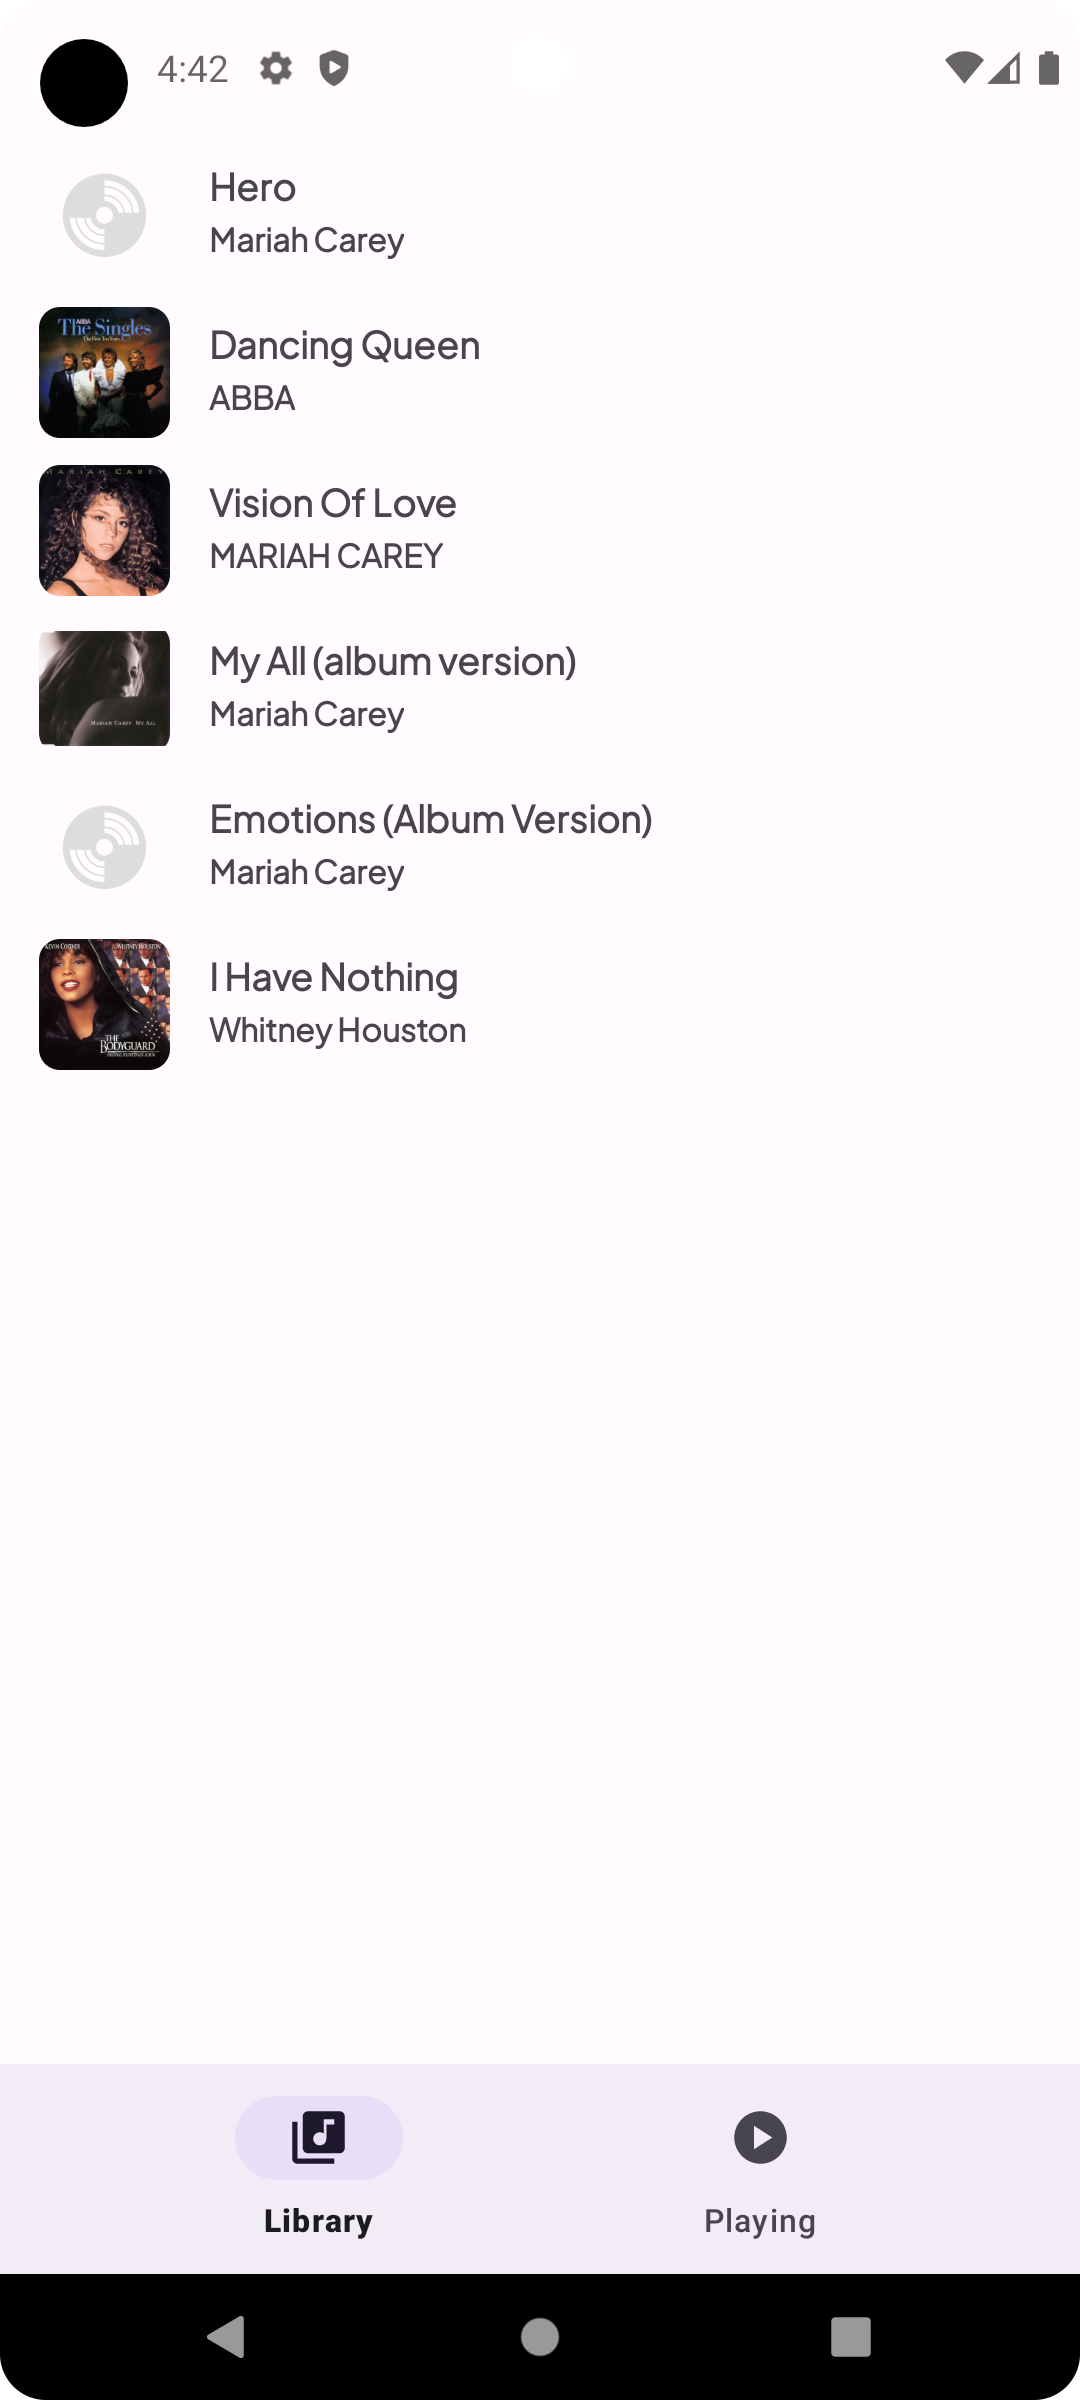 4:42
Hero
Mariah Carey
ABBA
The Singles
The First Ten Years
Dancing Queen
ABBA
MARIAH CAREY
Vision Of Love
MARIAH CAREY
My All (album version)
Mariah Carey
MARIAH CAREY MY ALL
Emotions (Album Version)
Mariah Carey
KEVIN COSTNER WHITNEY HOUSTON
THE
BODYGUARD
ORIGINAL SOUNDTRACK ALBUM
I Have Nothing
Whitney Houston
Library
Playing